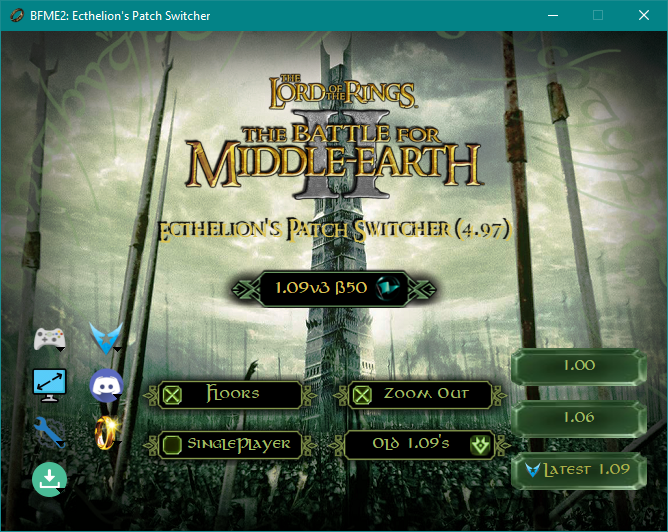 BFME2: Ecthelion's Patch Switcher
THE
LORD OF THE RINGS
II
THE BATTLE FOR
MIDDLE-EARTH
ECTHELION'S PATCH SWITCHER (4.97)
1.09v3 β50
1.00
Floors
Zoom Out
1.06
SinglePlayer
Old 1.09's
Latest 1.09